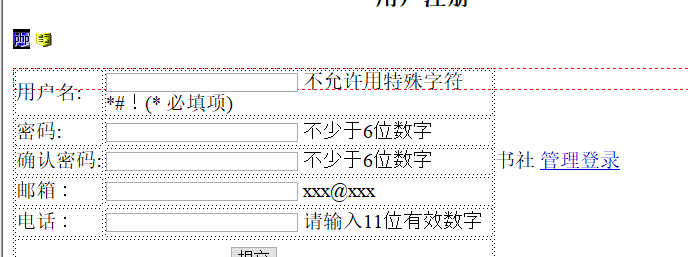 用户注册
用户名: 不允许用特殊字符
*#！(* 必填项)
密码: 不少于6位数字
确认密码: 不少于6位数字
书社 管理登录
邮箱： xxx@xxx
电话： 请输入11位有效数字
提交